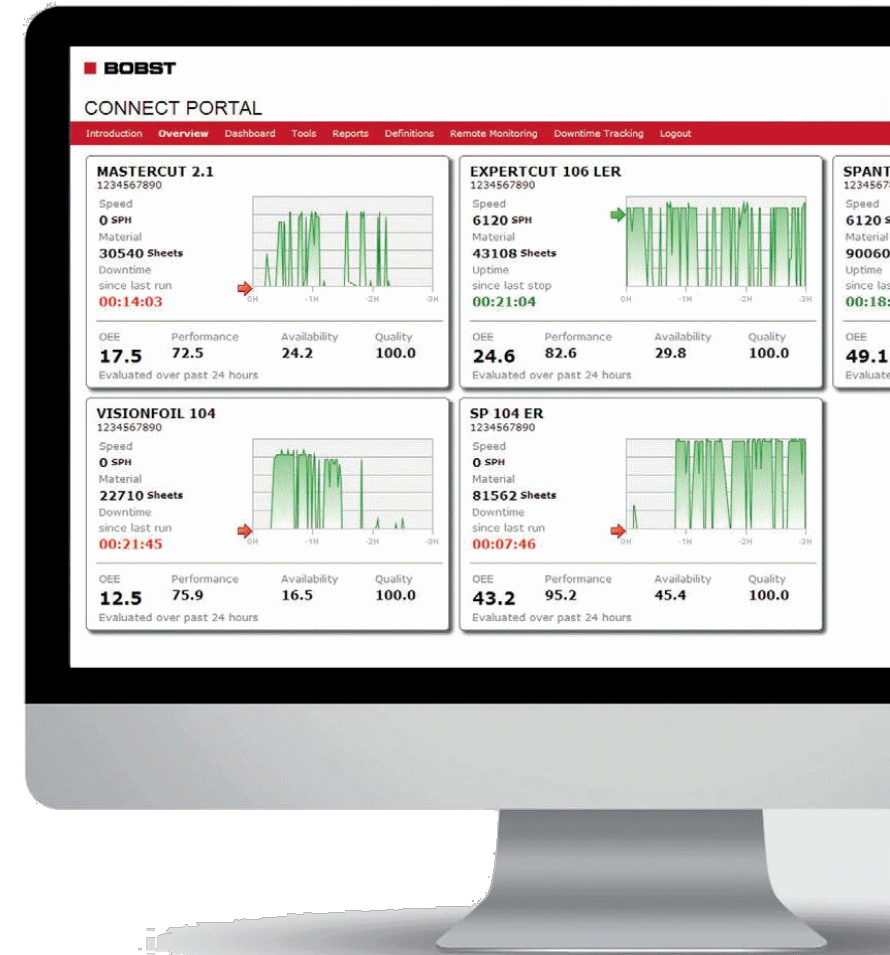 BOBST
CONNECT PORTAL
Introduction Overview Dashboard Tools Reports Definitions Remote Monitoring Downtime Tracking Logout
MASTERCUT 2.1
1234567890
Speed
0 SPH
Material
30540 Sheets
Downtime
since last run
00:14:03
0H -1H -2H -3H
OEE Performance Availability Quality
17.5 72.5 24.2 100.0
Evaluated over past 24 hours
EXPERTCUT 106 LER
1234567890
Speed
6120 SPH
Material
43108 Sheets
Uptime
since last stop
00:21:04
0H -1H -2H -3H
OEE Performance Availability Quality
24.6 82.6 29.8 100.0
Evaluated over past 24 hours
SPANT
1234567
Speed
6120
Material
90060
Uptime
since las
00:18:
OEE
49.1
Evaluate
VISIONFOIL 104
1234567890
Speed
0 SPH
Material
22710 Sheets
Downtime
since last run
00:21:45
0H -1H -2H -3H
OEE Performance Availability Quality
12.5 75.9 16.5 100.0
Evaluated over past 24 hours
SP 104 ER
1234567890
Speed
0 SPH
Material
81562 Sheets
Downtime
since last run
00:07:46
0H -1H -2H -3H
OEE Performance Availability Quality
43.2 95.2 45.4 100.0
Evaluated over past 24 hours